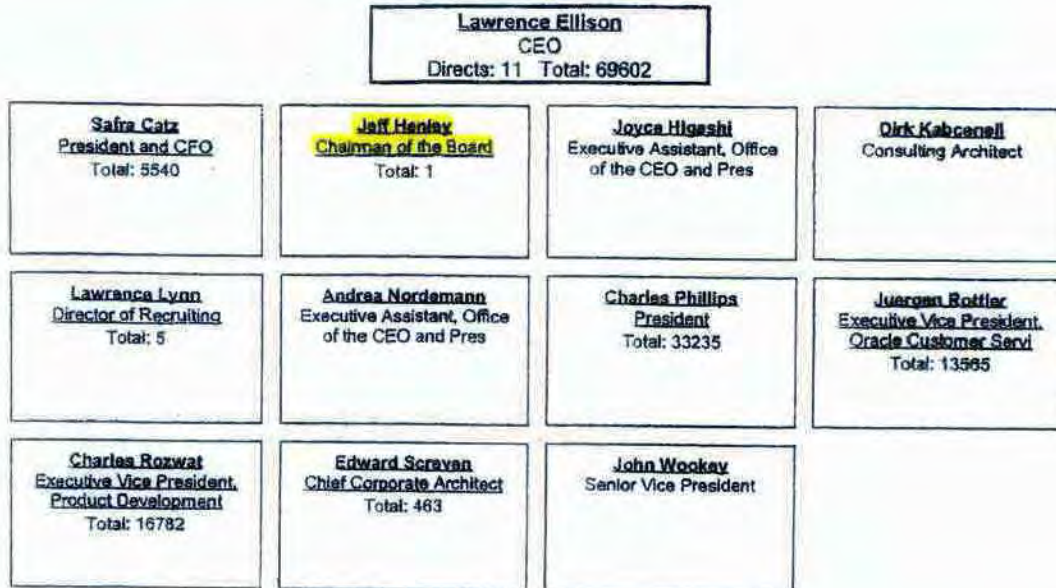 Lawrence Ellison
CEO
Directs: 11 Total: 69602
Safra Catz
President and CFO
Total: 5540
Jeff Henley
Chairman of the Board
Total: 1
Joyce Higashi
Executive Assistant, Office
of the CEO and Pres
Dirk Kabcenell
Consulting Architect
Lawrence Lynn
Director of Recruiting
Total: 5
Andrea Nordemann
Executive Assistant, Office
of the CEO and Pres
Charles Phillips
President
Total: 33235
Juergen Rottler
Executive Vice President,
Oracle Customer Servi
Total: 13565
Charles Rozwat
Executive Vice President,
Product Development
Total: 16782
Edward Screven
Chief Corporate Architect
Total: 463
John Wookey
Senior Vice President